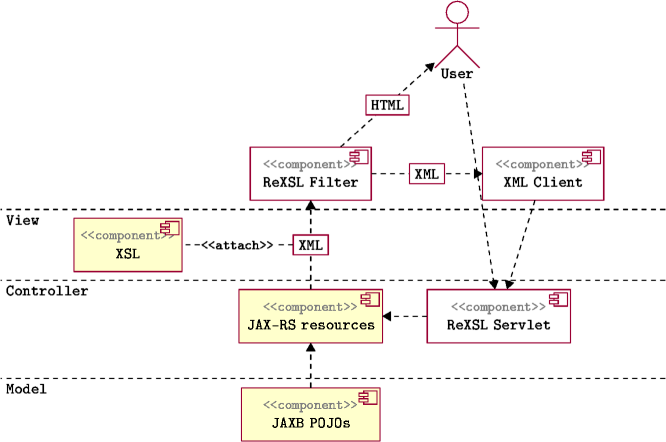 User
HTML
<<component>>
ReXSL Filter
XML
<<component>>
XML Client
View
<<component>>
XSL
<<attach>>
XML
Controller
<<component>>
JAX-RS resources
<<component>>
ReXSL Servlet
Model
<<component>>
JAXB POJOs